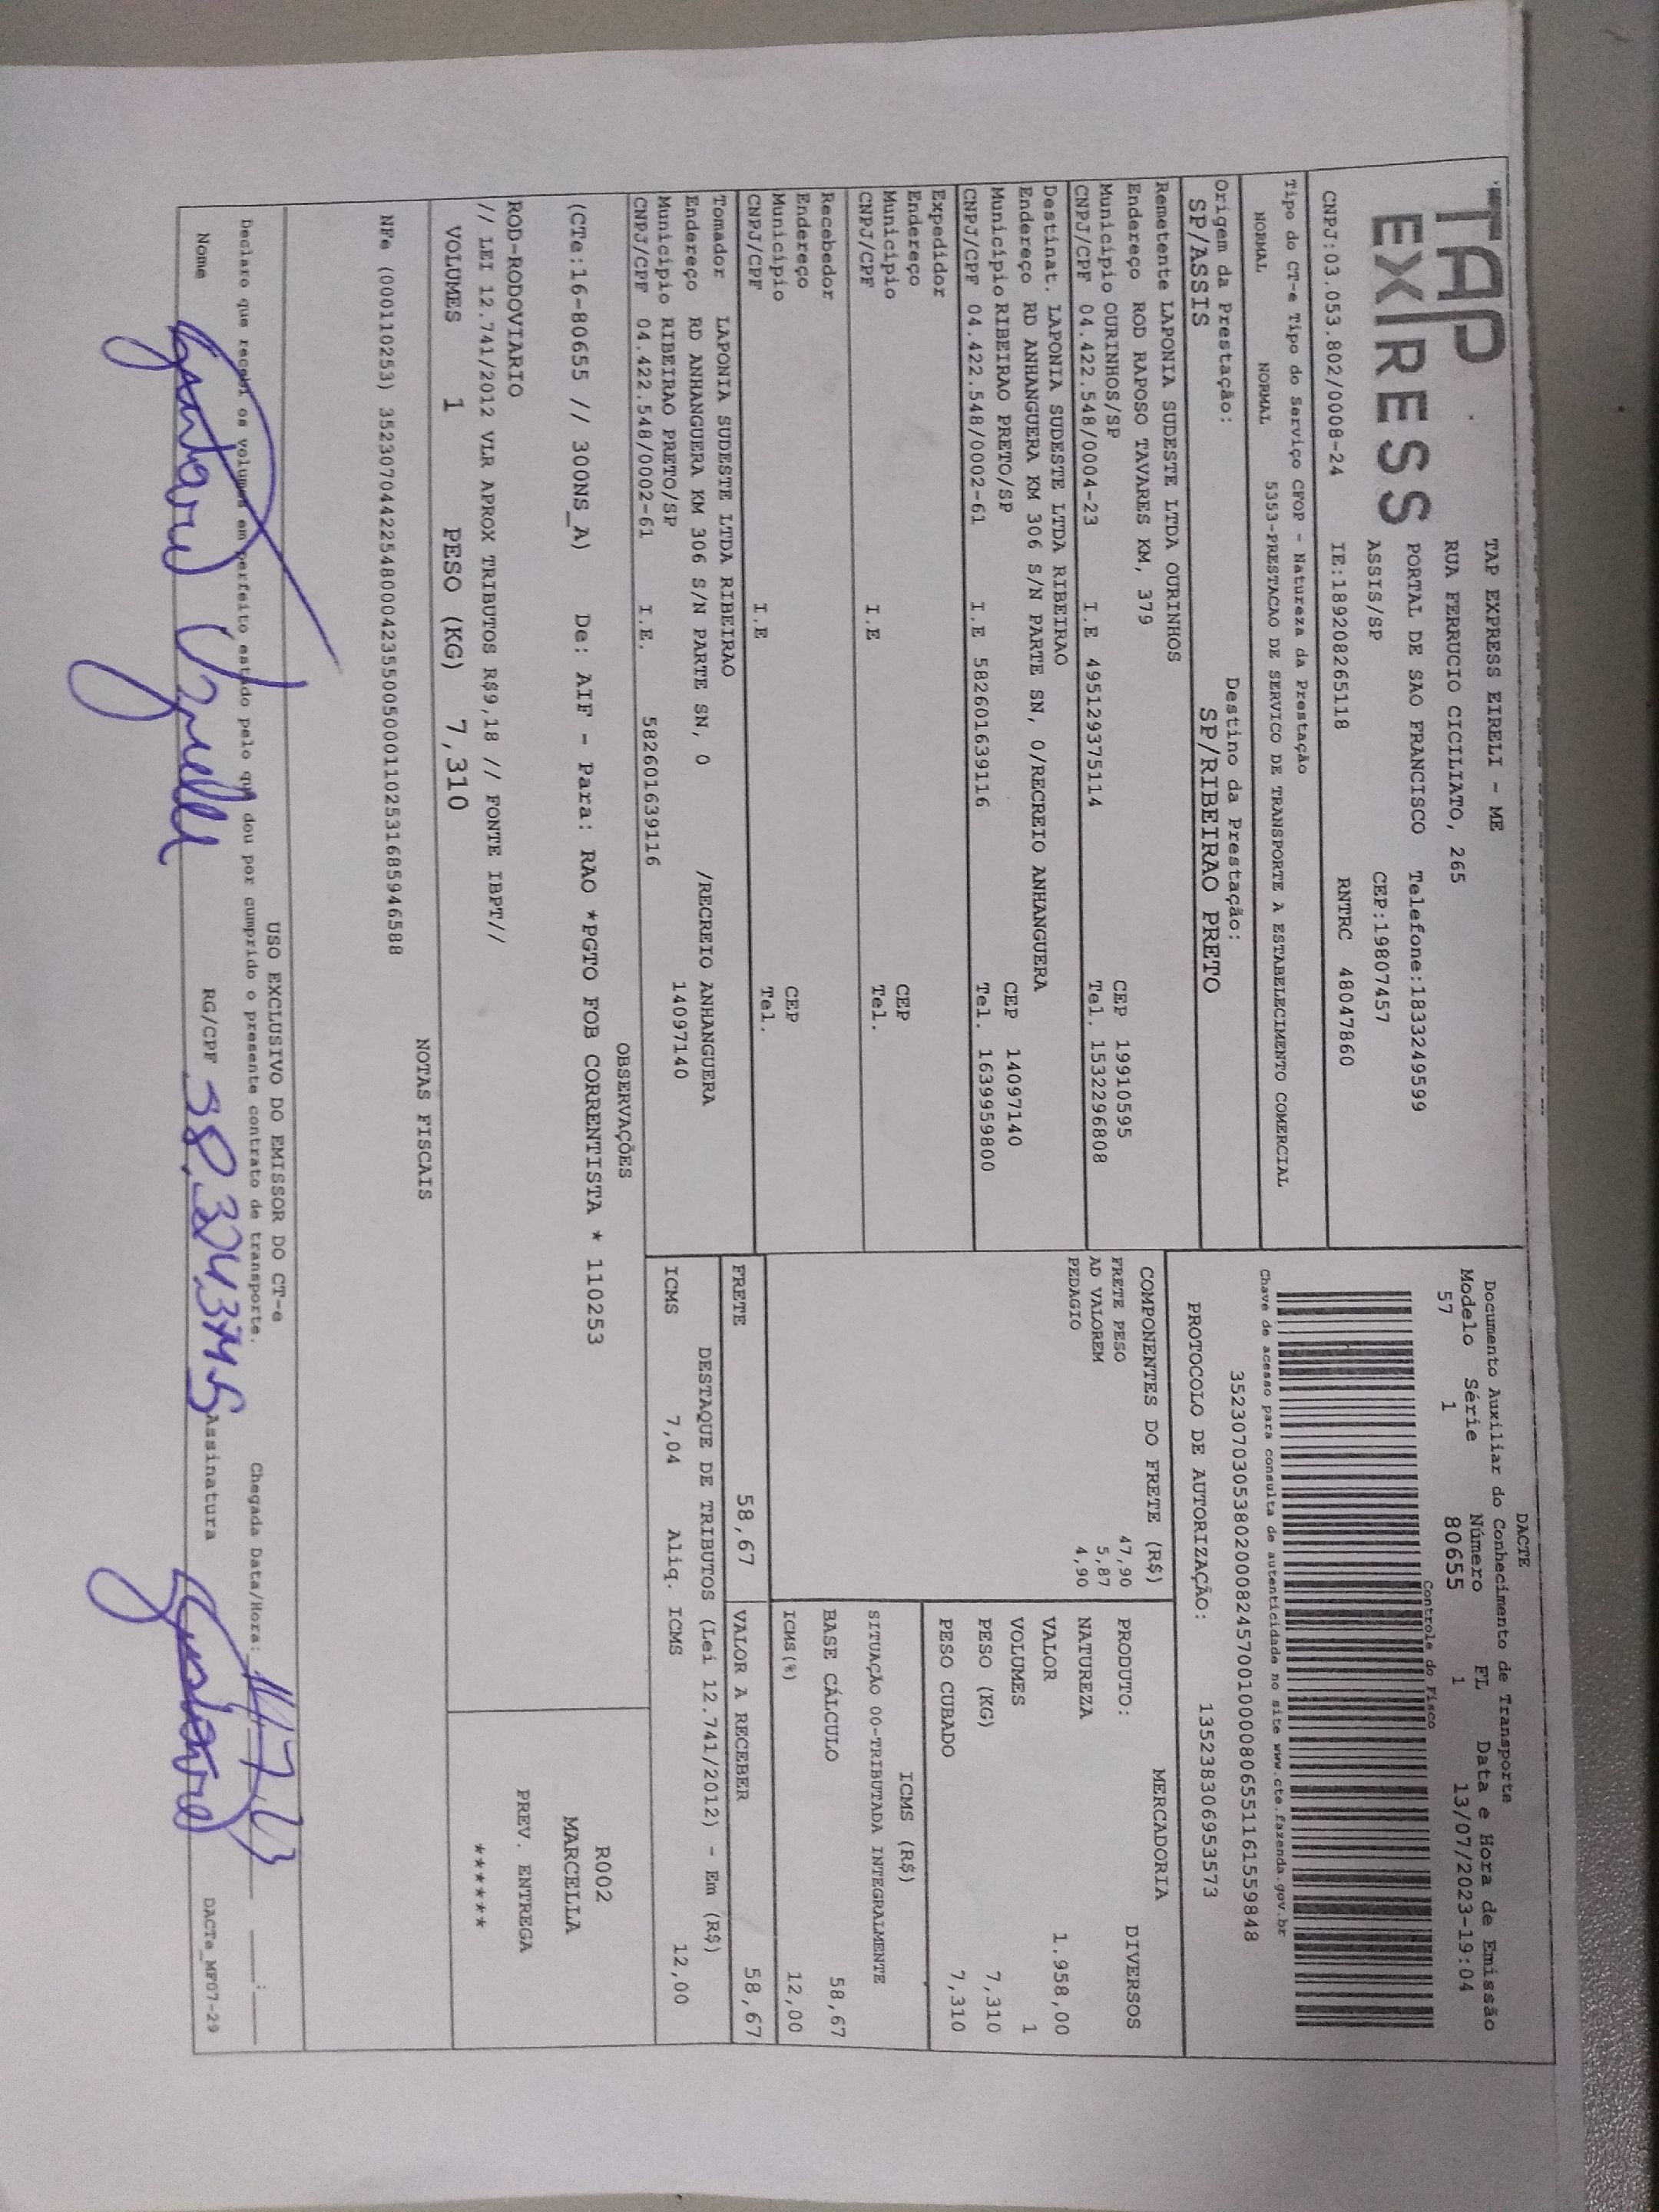 TAP
EXPRESS
TAP EXPRESS EIRELI - ME
RUA FERRUCIO CICILIATO, 265
PORTAL DE SAO FRANCISCO Telefone:1833249599
ASSIS/SP CEP:19807457
CNPJ:03.053.802/0008-24 IE:189208265118 RNTRC 48047860
DACTE
Documento Auxiliar do Conhecimento de Transporte
Modelo Série Número FL Data e Hora de Emissão
57 1 80655 1 13/07/2023-19:04
Controle do Fisco
Chave de acesso para consulta de autenticidade no site www.cte.fazenda.gov.br
35230703053802000824570010000806551161559848
PROTOCOLO DE AUTORIZAÇÃO: 135238306953573
Tipo do CT-e Tipo do Serviço CFOP - Natureza da Prestação
NORMAL NORMAL 5353-PRESTACAO DE SERVICO DE TRANSPORTE A ESTABELECIMENTO COMERCIAL
Origem da Prestação: Destino da Prestação:
SP/ASSIS SP/RIBEIRAO PRETO
Remetente LAPONIA SUDESTE LTDA OURINHOS
Endereço ROD RAPOSO TAVARES KM, 379
Município OURINHOS/SP CEP 19910595
CNPJ/CPF 04.422.548/0004-23 I.E 495129375114 Tel. 1532296808
Destinat. LAPONIA SUDESTE LTDA RIBEIRAO
Endereço RD ANHANGUERA KM 306 S/N PARTE SN, 0/RECREIO ANHANGUERA
Município RIBEIRAO PRETO/SP CEP 14097140
CNPJ/CPF 04.422.548/0002-61 I.E 582601639116 Tel. 16399959800
Expedidor
Endereço
Município CEP
CNPJ/CPF I.E Tel.
Recebedor
Endereço
Município CEP
CNPJ/CPF I.E Tel.
Tomador LAPONIA SUDESTE LTDA RIBEIRAO
Endereço RD ANHANGUERA KM 306 S/N PARTE SN, 0 /RECREIO ANHANGUERA
Município RIBEIRAO PRETO/SP 14097140
CNPJ/CPF 04.422.548/0002-61 I.E. 582601639116
COMPONENTES DO FRETE (R$)
FRETE PESO 47,90
AD VALOREM 5,87
PEDAGIO 4,90
MERCADORIA
PRODUTO: DIVERSOS
NATUREZA
VALOR 1.958,00
VOLUMES 1
PESO (KG) 7,310
PESO CUBADO 7,310
ICMS (R$)
SITUAÇÃO 00-TRIBUTADA INTEGRALMENTE
BASE CÁLCULO 58,67
ICMS(%) 12,00
FRETE 58,67 VALOR A RECEBER 58,67
DESTAQUE DE TRIBUTOS (Lei 12.741/2012) - Em (R$)
ICMS 7,04 Aliq. ICMS 12,00
OBSERVAÇÕES
(CTe:16-80655 // 300NS_A) De: AIF - Para: RAO *PGTO FOB CORRENTISTA * 110253
ROD-RODOVIARIO
// LEI 12.741/2012 VLR APROX TRIBUTOS R$9,18 // FONTE IBPT//
R002
MARCELLA
PREV. ENTREGA
******
VOLUMES 1 PESO (KG) 7,310
NOTAS FISCAIS
NFe (000110253) 35230704422548000423550050001102531685946588
USO EXCLUSIVO DO EMISSOR DO CT-e
Declaro que recebi os volumes em perfeito estado pelo que dou por cumprido o presente contrato de transporte. Chegada Data/Hora: __:__
Nome RG/CPF Assinatura DACTe_MF07-29